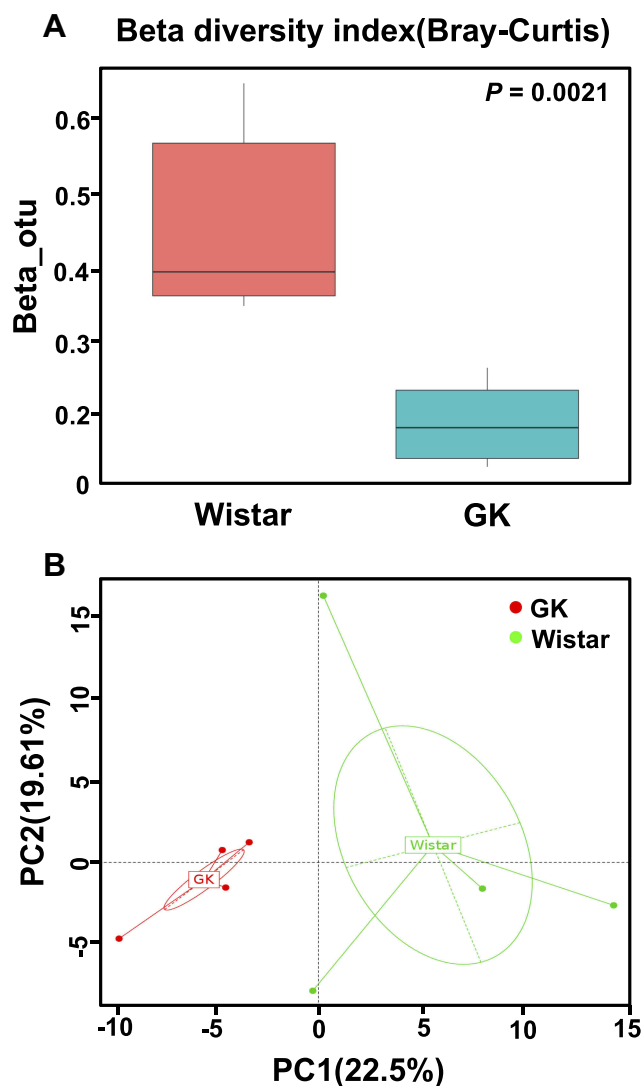 A Beta diversity index(Bray-Curtis)
P = 0.0021
Beta_otu
0.6
0.5
0.4
0.3
0.2
0
Wistar GK
B
GK
Wistar
PC2(19.61%)
15
10
5
0
-5
Wistar
GK
-10 -5 0 5 10 15
PC1(22.5%)